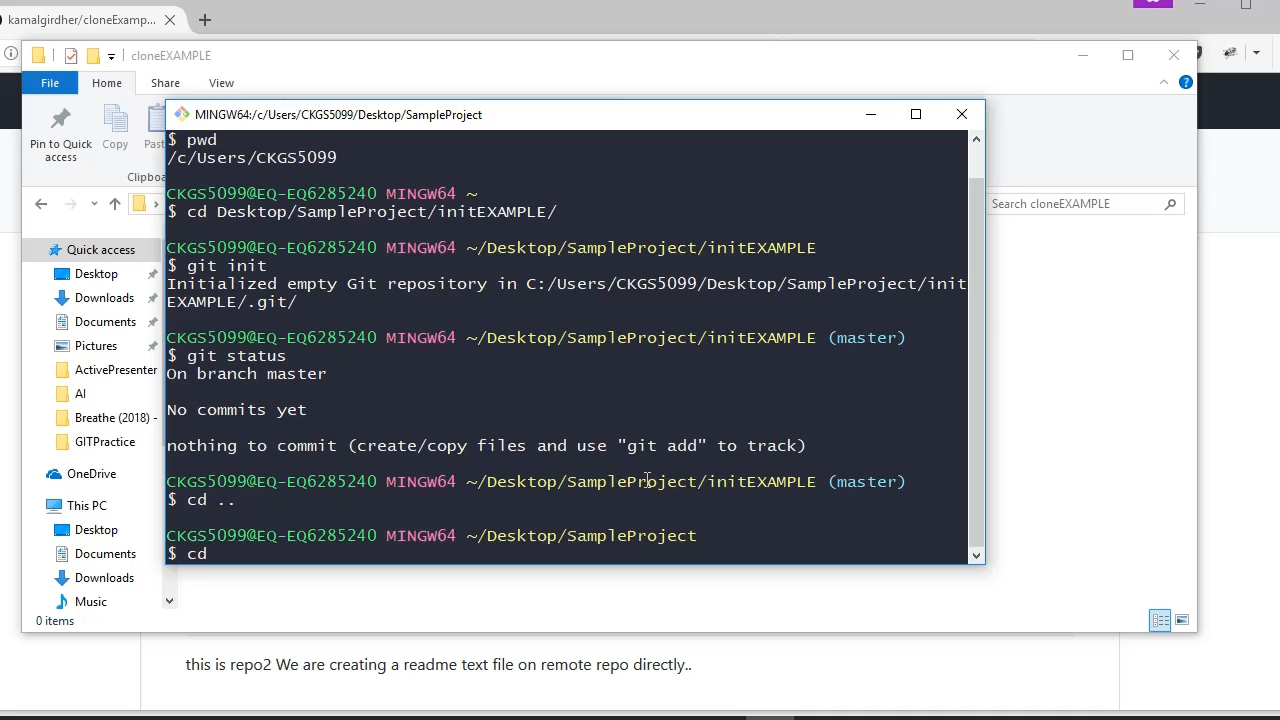 kamalgirdher/cloneExamp...
cloneEXAMPLE
File
Home
Share
View
Pin to Quick access
Copy
Clipbo
Search cloneEXAMPLE
MINGW64:/c/Users/CKGS5099/Desktop/SampleProject
$ pwd
/c/Users/CKGS5099
CKGS5099@EQ-EQ6285240 MINGW64 ~
$ cd Desktop/SampleProject/initEXAMPLE/
CKGS5099@EQ-EQ6285240 MINGW64 ~/Desktop/SampleProject/initEXAMPLE
$ git init
Initialized empty Git repository in C:/Users/CKGS5099/Desktop/SampleProject/init
EXAMPLE/.git/
CKGS5099@EQ-EQ6285240 MINGW64 ~/Desktop/SampleProject/initEXAMPLE (master)
$ git status
On branch master
No commits yet
nothing to commit (create/copy files and use "git add" to track)
CKGS5099@EQ-EQ6285240 MINGW64 ~/Desktop/SampleProject/initEXAMPLE (master)
$ cd ..
CKGS5099@EQ-EQ6285240 MINGW64 ~/Desktop/SampleProject
$ cd
Quick access
Desktop
Downloads
Documents
Pictures
ActivePresenter
AI
Breathe (2018) -
GITPractice
OneDrive
This PC
Desktop
Documents
Downloads
Music
0 items
this is repo2 We are creating a readme text file on remote repo directly..